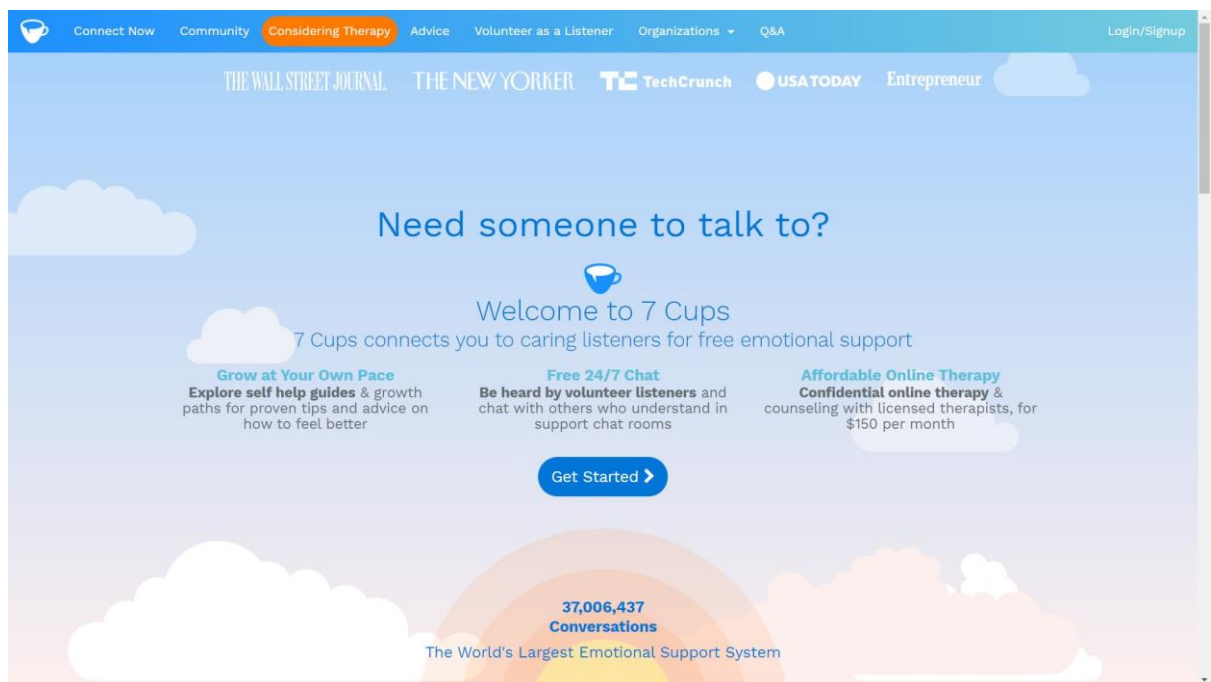 Connect Now Community Considering Therapy Advice Volunteer as a Listener Organizations Q&A Login/Signup
THE WALL STREET JOURNAL. THE NEW YORKER TC TechCrunch USA TODAY Entrepreneur
Need someone to talk to?
Welcome to 7 Cups
7 Cups connects you to caring listeners for free emotional support
Grow at Your Own Pace
Explore self help guides & growth
paths for proven tips and advice on
how to feel better
Free 24/7 Chat
Be heard by volunteer listeners and
chat with others who understand in
support chat rooms
Affordable Online Therapy
Confidential online therapy &
counseling with licensed therapists, for
$150 per month
Get Started
37,006,437
Conversations
The World's Largest Emotional Support System